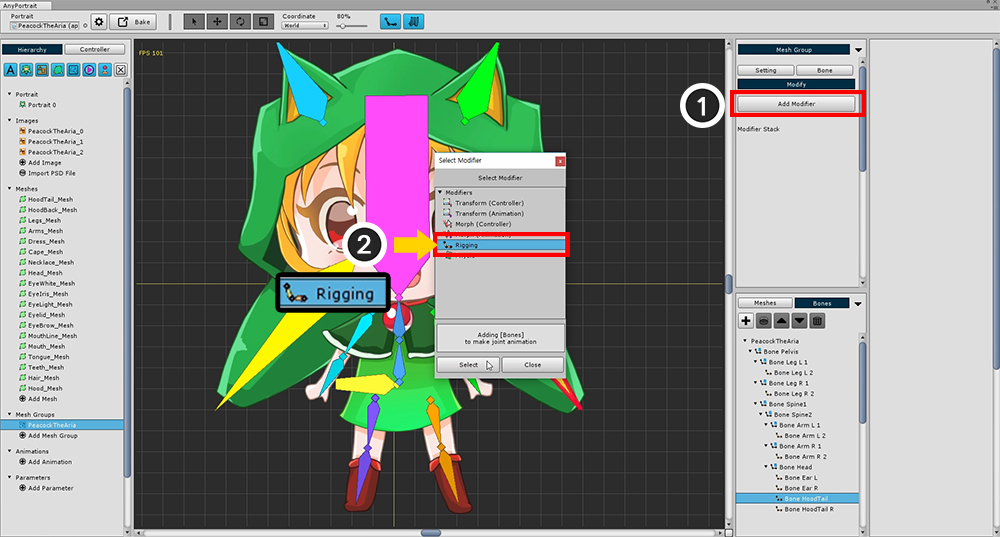 AnyPortrait
Portrait
PeacockTheAria (ap
Bake
Coordinate
World
80%
Hierarchy
Controller
Portrait
Portrait 0
Images
PeacockTheAria_0
PeacockTheAria_1
PeacockTheAria_2
Add Image
Import PSD File
Meshes
HoodTail_Mesh
HoodBack_Mesh
Legs_Mesh
Arms_Mesh
Dress_Mesh
Cape_Mesh
Necklace_Mesh
Head_Mesh
EyeWhite_Mesh
EyeIris_Mesh
EyeLight_Mesh
Eyelid_Mesh
EyeBrow_Mesh
MouthLine_Mesh
Mouth_Mesh
Tongue_Mesh
Teeth_Mesh
Hair_Mesh
Hood_Mesh
Add Mesh
Mesh Groups
PeacockTheAria
Add Mesh Group
Animations
Add Animation
Parameters
Add Parameter
FPS 101
Select Modifier
Select Modifier
Modifiers
Transform (Controller)
Transform (Animation)
Morph (Controller)
Rigging
Adding [Bones]
to make joint animation
Select
Close
2
Rigging
1
Mesh Group
Setting
Bone
Modify
Add Modifier
Modifier Stack
Meshes
Bones
PeacockTheAria
Bone Pelvis
Bone Leg L 1
Bone Leg L 2
Bone Leg R 1
Bone Leg R 2
Bone Spine1
Bone Spine2
Bone Arm L 1
Bone Arm L 2
Bone Arm R 1
Bone Arm R 2
Bone Head
Bone Ear L
Bone Ear R
Bone HoodTail
Bone HoodTail R